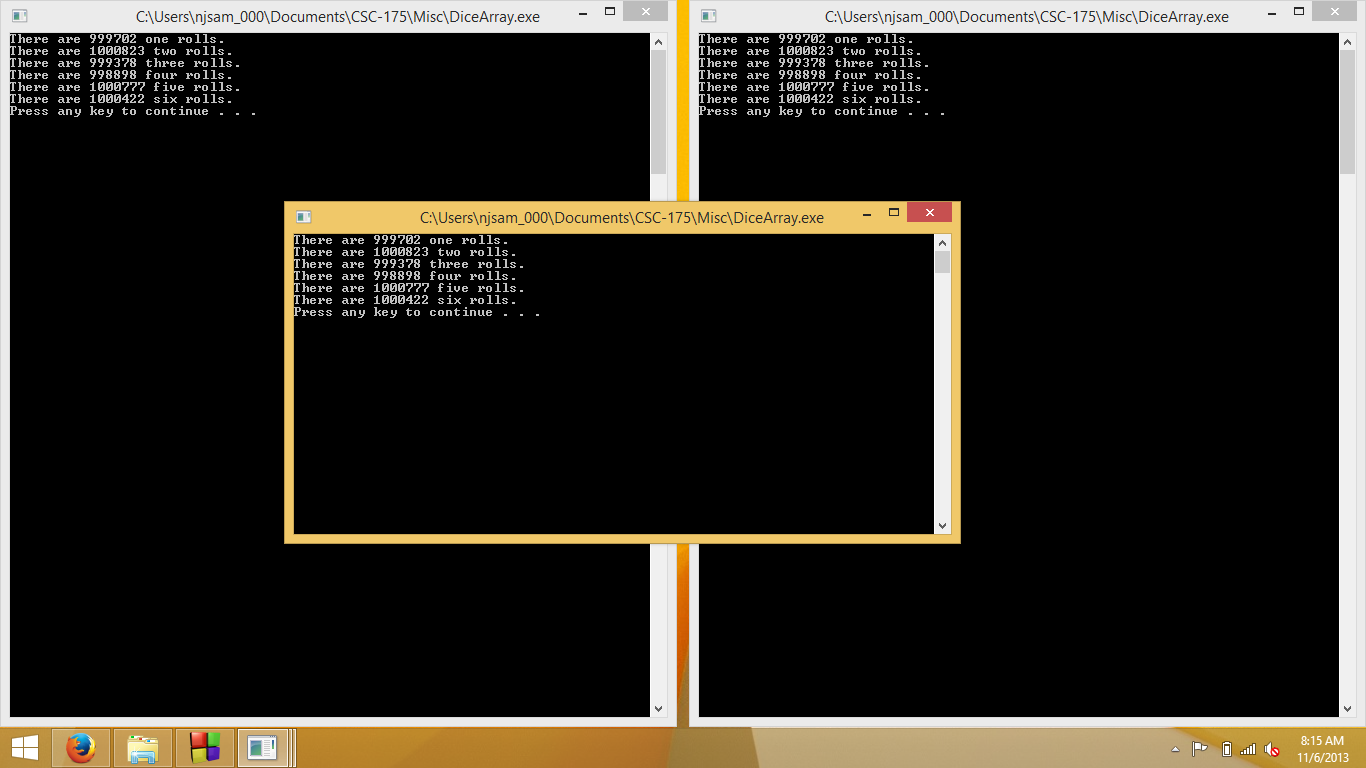 C:\Users\njsam_000\Documents\CSC-175\Misc\DiceArray.exe
There are 999702 one rolls.
There are 1000823 two rolls.
There are 999378 three rolls.
There are 998898 four rolls.
There are 1000777 five rolls.
There are 1000422 six rolls.
Press any key to continue . . .
C:\Users\njsam_000\Documents\CSC-175\Misc\DiceArray.exe
There are 999702 one rolls.
There are 1000823 two rolls.
There are 999378 three rolls.
There are 998898 four rolls.
There are 1000777 five rolls.
There are 1000422 six rolls.
Press any key to continue . . .
C:\Users\njsam_000\Documents\CSC-175\Misc\DiceArray.exe
There are 999702 one rolls.
There are 1000823 two rolls.
There are 999378 three rolls.
There are 998898 four rolls.
There are 1000777 five rolls.
There are 1000422 six rolls.
Press any key to continue . . .
8:15 AM
11/6/2013